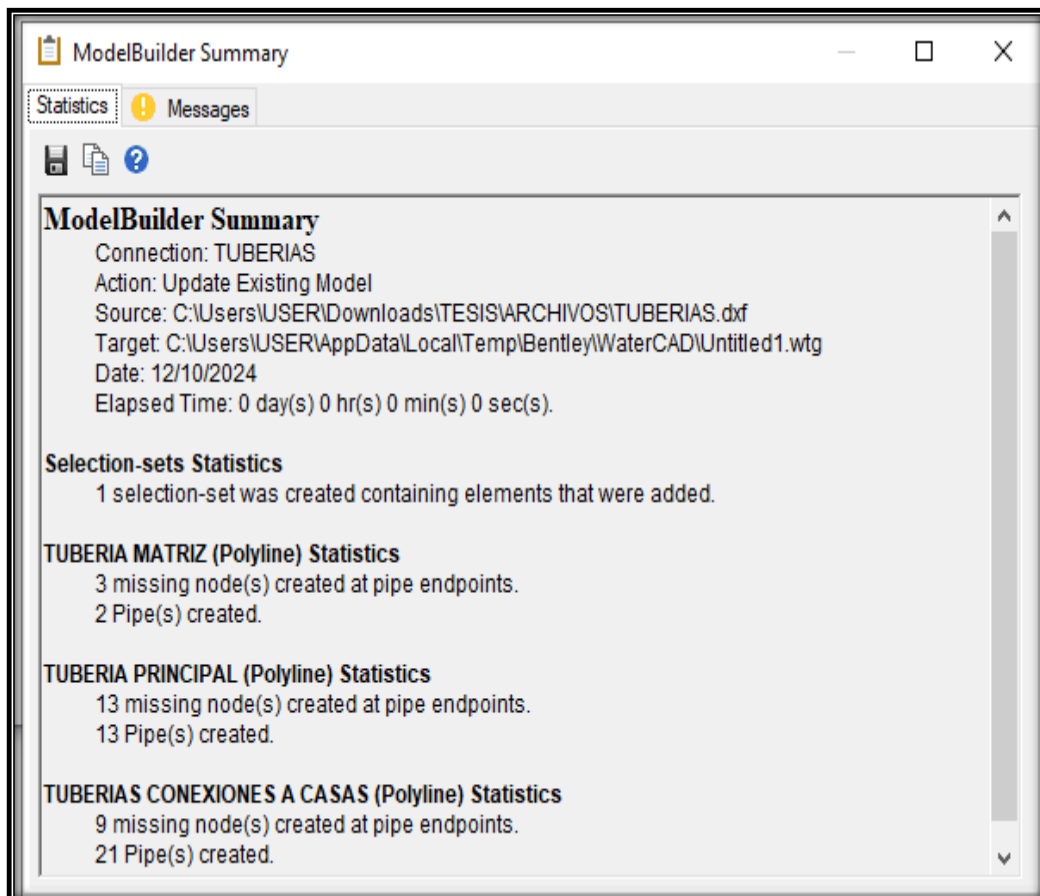 ModelBuilder Summary
Statistics
Messages
ModelBuilder Summary
Connection: TUBERIAS
Action: Update Existing Model
Source: C:\Users\USER\Downloads\TESIS\ARCHIVOS\TUBERIAS.dxf
Target: C:\Users\USER\AppData\Local\Temp\Bentley\WaterCAD\Untitled1.wtg
Date: 12/10/2024
Elapsed Time: 0 day(s) 0 hr(s) 0 min(s) 0 sec(s).
Selection-sets Statistics
1 selection-set was created containing elements that were added.
TUBERIA MATRIZ (Polyline) Statistics
3 missing node(s) created at pipe endpoints.
2 Pipe(s) created.
TUBERIA PRINCIPAL (Polyline) Statistics
13 missing node(s) created at pipe endpoints.
13 Pipe(s) created.
TUBERIAS CONEXIONES A CASAS (Polyline) Statistics
9 missing node(s) created at pipe endpoints.
21 Pipe(s) created.